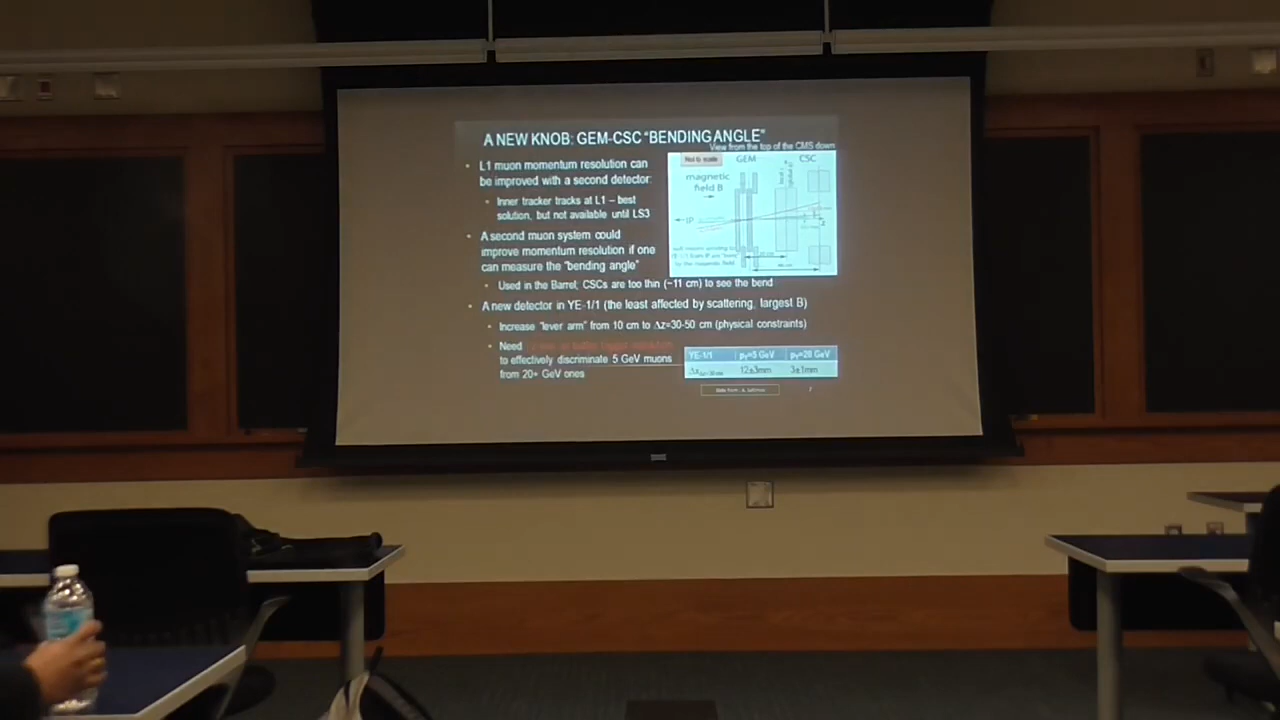 A NEW KNOB: GEM-CSC "BENDING ANGLE"
View from the top of the CMS down
• L1 muon momentum resolution can
be improved with a second detector:
• Inner tracker tracks at L1 – best
solution, but not available until LS3
• A second muon system could
improve momentum resolution if one
can measure the "bending angle"
• Used in the Barrel, CSCs are too thin (~11 cm) to see the bend
• A new detector in YE-1/1 (the least affected by scattering, largest B)
• Increase "lever arm" from 10 cm to Δz=30-50 cm (physical constraints)
• Need
to effectively discriminate 5 GeV muons
from 20+ GeV ones
Not to scale
GEM
CSC
magnetic
field B
IP
YE-1/1 pT=5 GeV pT=20 GeV
12±3mm 3±1mm
7